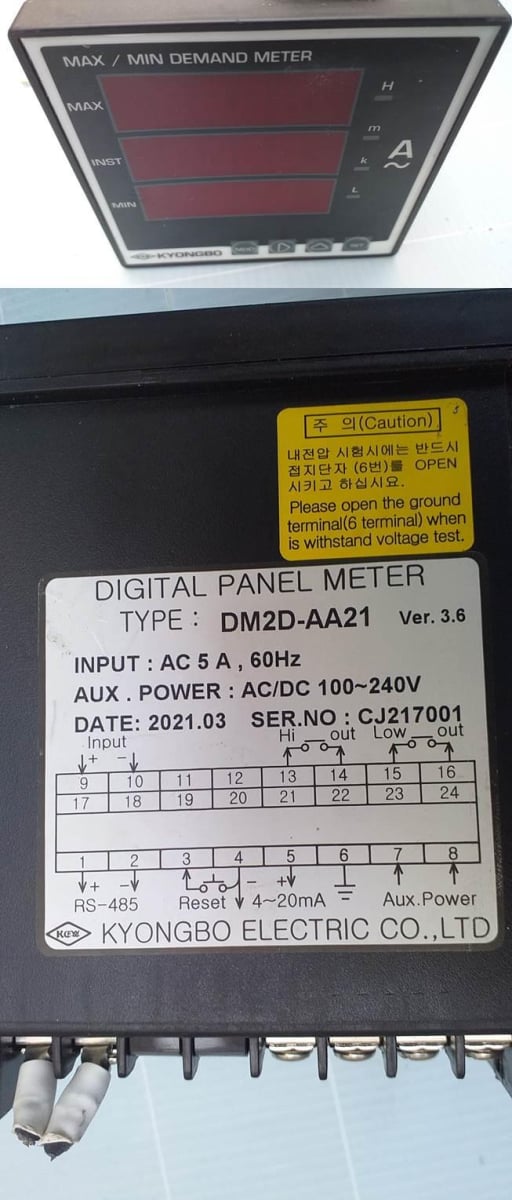 MAX / MIN DEMAND METER
MAX
INST
MIN
H
m
k
L
A
~
KYONGBO
주 의(Caution)
내전압 시험시에는 반드시
접지단자 (6번)를 OPEN
시키고 하십시요.
Please open the ground
terminal(6 terminal) when
is withstand voltage test.
DIGITAL PANEL METER
TYPE : DM2D-AA21 Ver. 3.6
INPUT : AC 5 A , 60Hz
AUX . POWER : AC/DC 100~240V
DATE: 2021.03 SER.NO : CJ217001
Input Hi out Low out
+ −
9 10 11 12 13 14 15 16
17 18 19 20 21 22 23 24
1 2 3 4 5 6 7 8
+ − − +
RS-485 Reset 4~20mA Aux.Power
KYONGBO ELECTRIC CO.,LTD